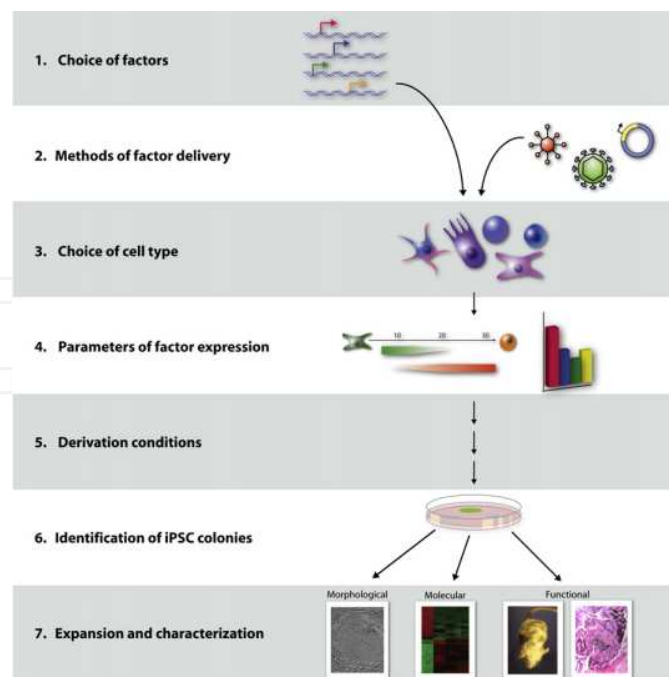 1. Choice of factors
2. Methods of factor delivery
3. Choice of cell type
4. Parameters of factor expression
10 20 30
5. Derivation conditions
6. Identification of iPSC colonies
Morphological Molecular Functional
7. Expansion and characterization